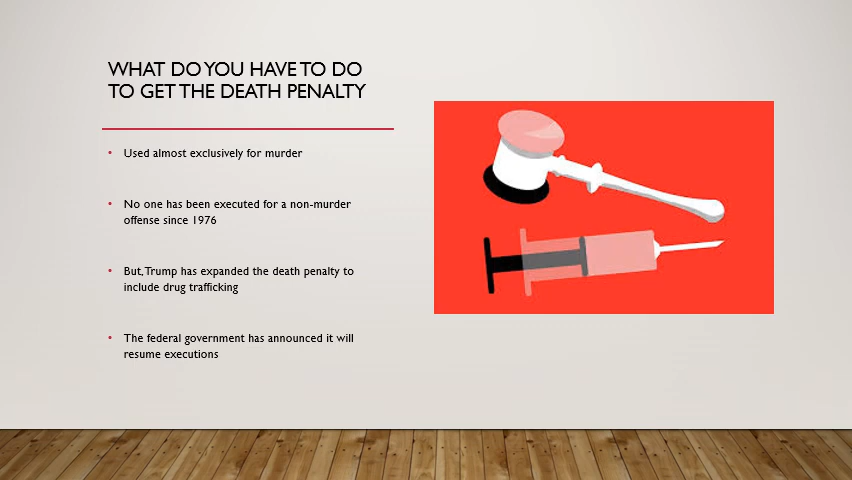 WHAT DO YOU HAVE TO DO
TO GET THE DEATH PENALTY
• Used almost exclusively for murder
• No one has been executed for a non-murder
offense since 1976
• But, Trump has expanded the death penalty to
include drug trafficking
• The federal government has announced it will
resume executions